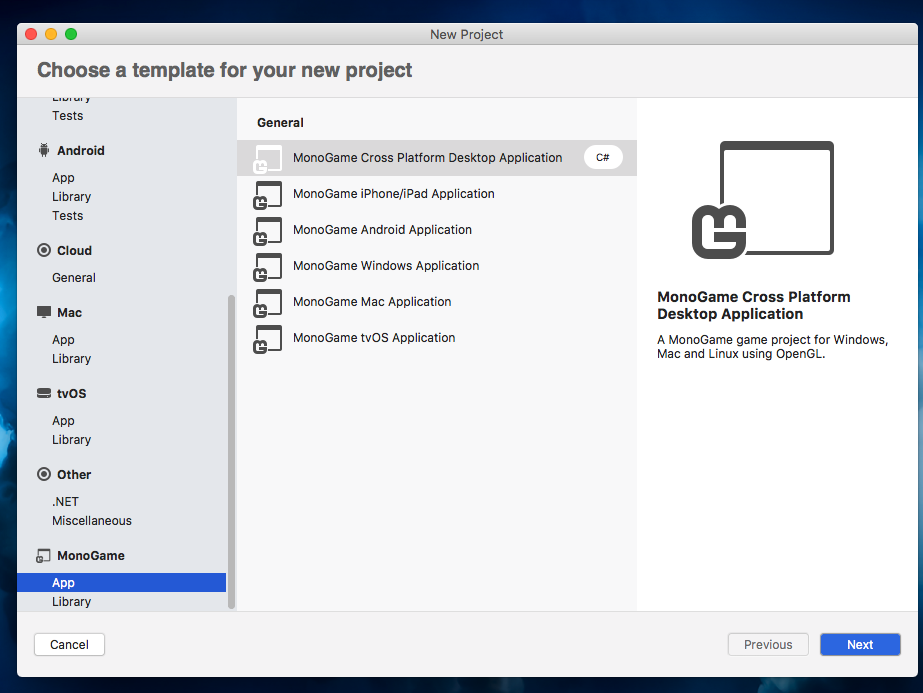 New Project
Choose a template for your new project
Library
Tests
Android
App
Library
Tests
Cloud
General
Mac
App
Library
tvOS
App
Library
Other
.NET
Miscellaneous
MonoGame
App
Library
General
MonoGame Cross Platform Desktop Application C#
MonoGame iPhone/iPad Application
MonoGame Android Application
MonoGame Windows Application
MonoGame Mac Application
MonoGame tvOS Application
MonoGame Cross Platform
Desktop Application
A MonoGame game project for Windows,
Mac and Linux using OpenGL.
Cancel
Previous
Next